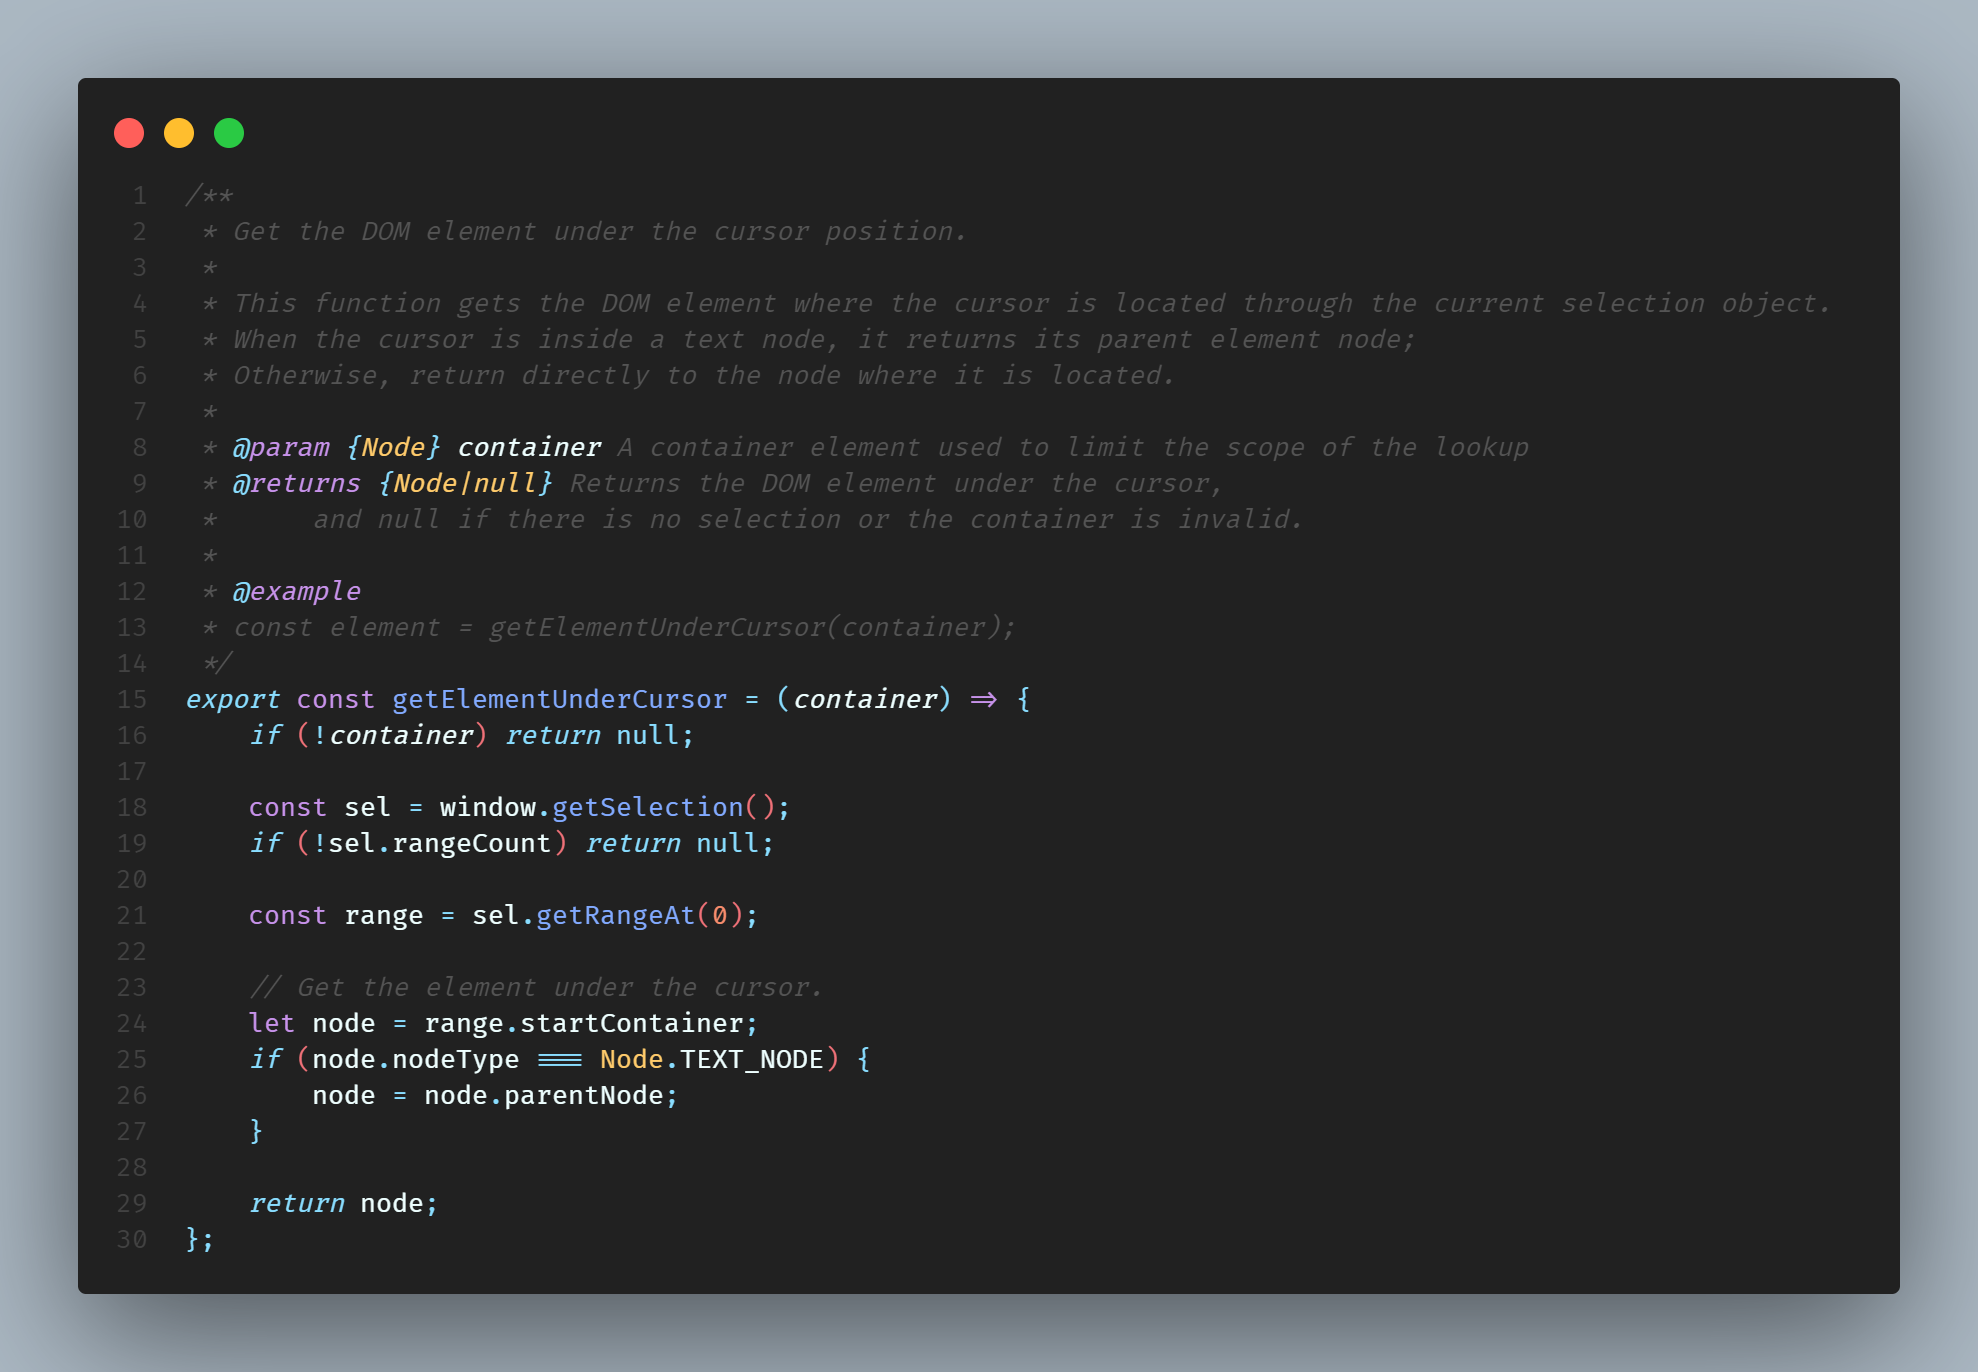 1 /**
2  * Get the DOM element under the cursor position.
3  *
4  * This function gets the DOM element where the cursor is located through the current selection object.
5  * When the cursor is inside a text node, it returns its parent element node;
6  * Otherwise, return directly to the node where it is located.
7  *
8  * @param {Node} container A container element used to limit the scope of the lookup
9  * @returns {Node|null} Returns the DOM element under the cursor,
10  *      and null if there is no selection or the container is invalid.
11  *
12  * @example
13  * const element = getElementUnderCursor(container);
14  */
15 export const getElementUnderCursor = (container) => {
16     if (!container) return null;
17
18     const sel = window.getSelection();
19     if (!sel.rangeCount) return null;
20
21     const range = sel.getRangeAt(0);
22
23     // Get the element under the cursor.
24     let node = range.startContainer;
25     if (node.nodeType === Node.TEXT_NODE) {
26         node = node.parentNode;
27     }
28
29     return node;
30 };